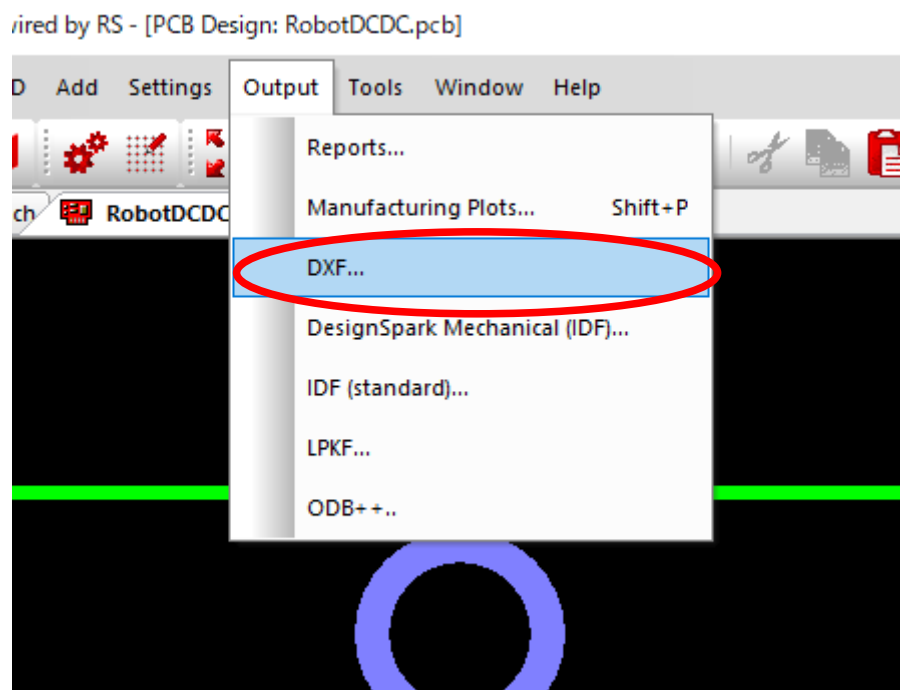 wired by RS - [PCB Design: RobotDCDC.pcb]
D Add Settings Output Tools Window Help
Reports...
ch RobotDCDC
Manufacturing Plots... Shift+P
DXF...
DesignSpark Mechanical (IDF)...
IDF (standard)...
LPKF...
ODB++..